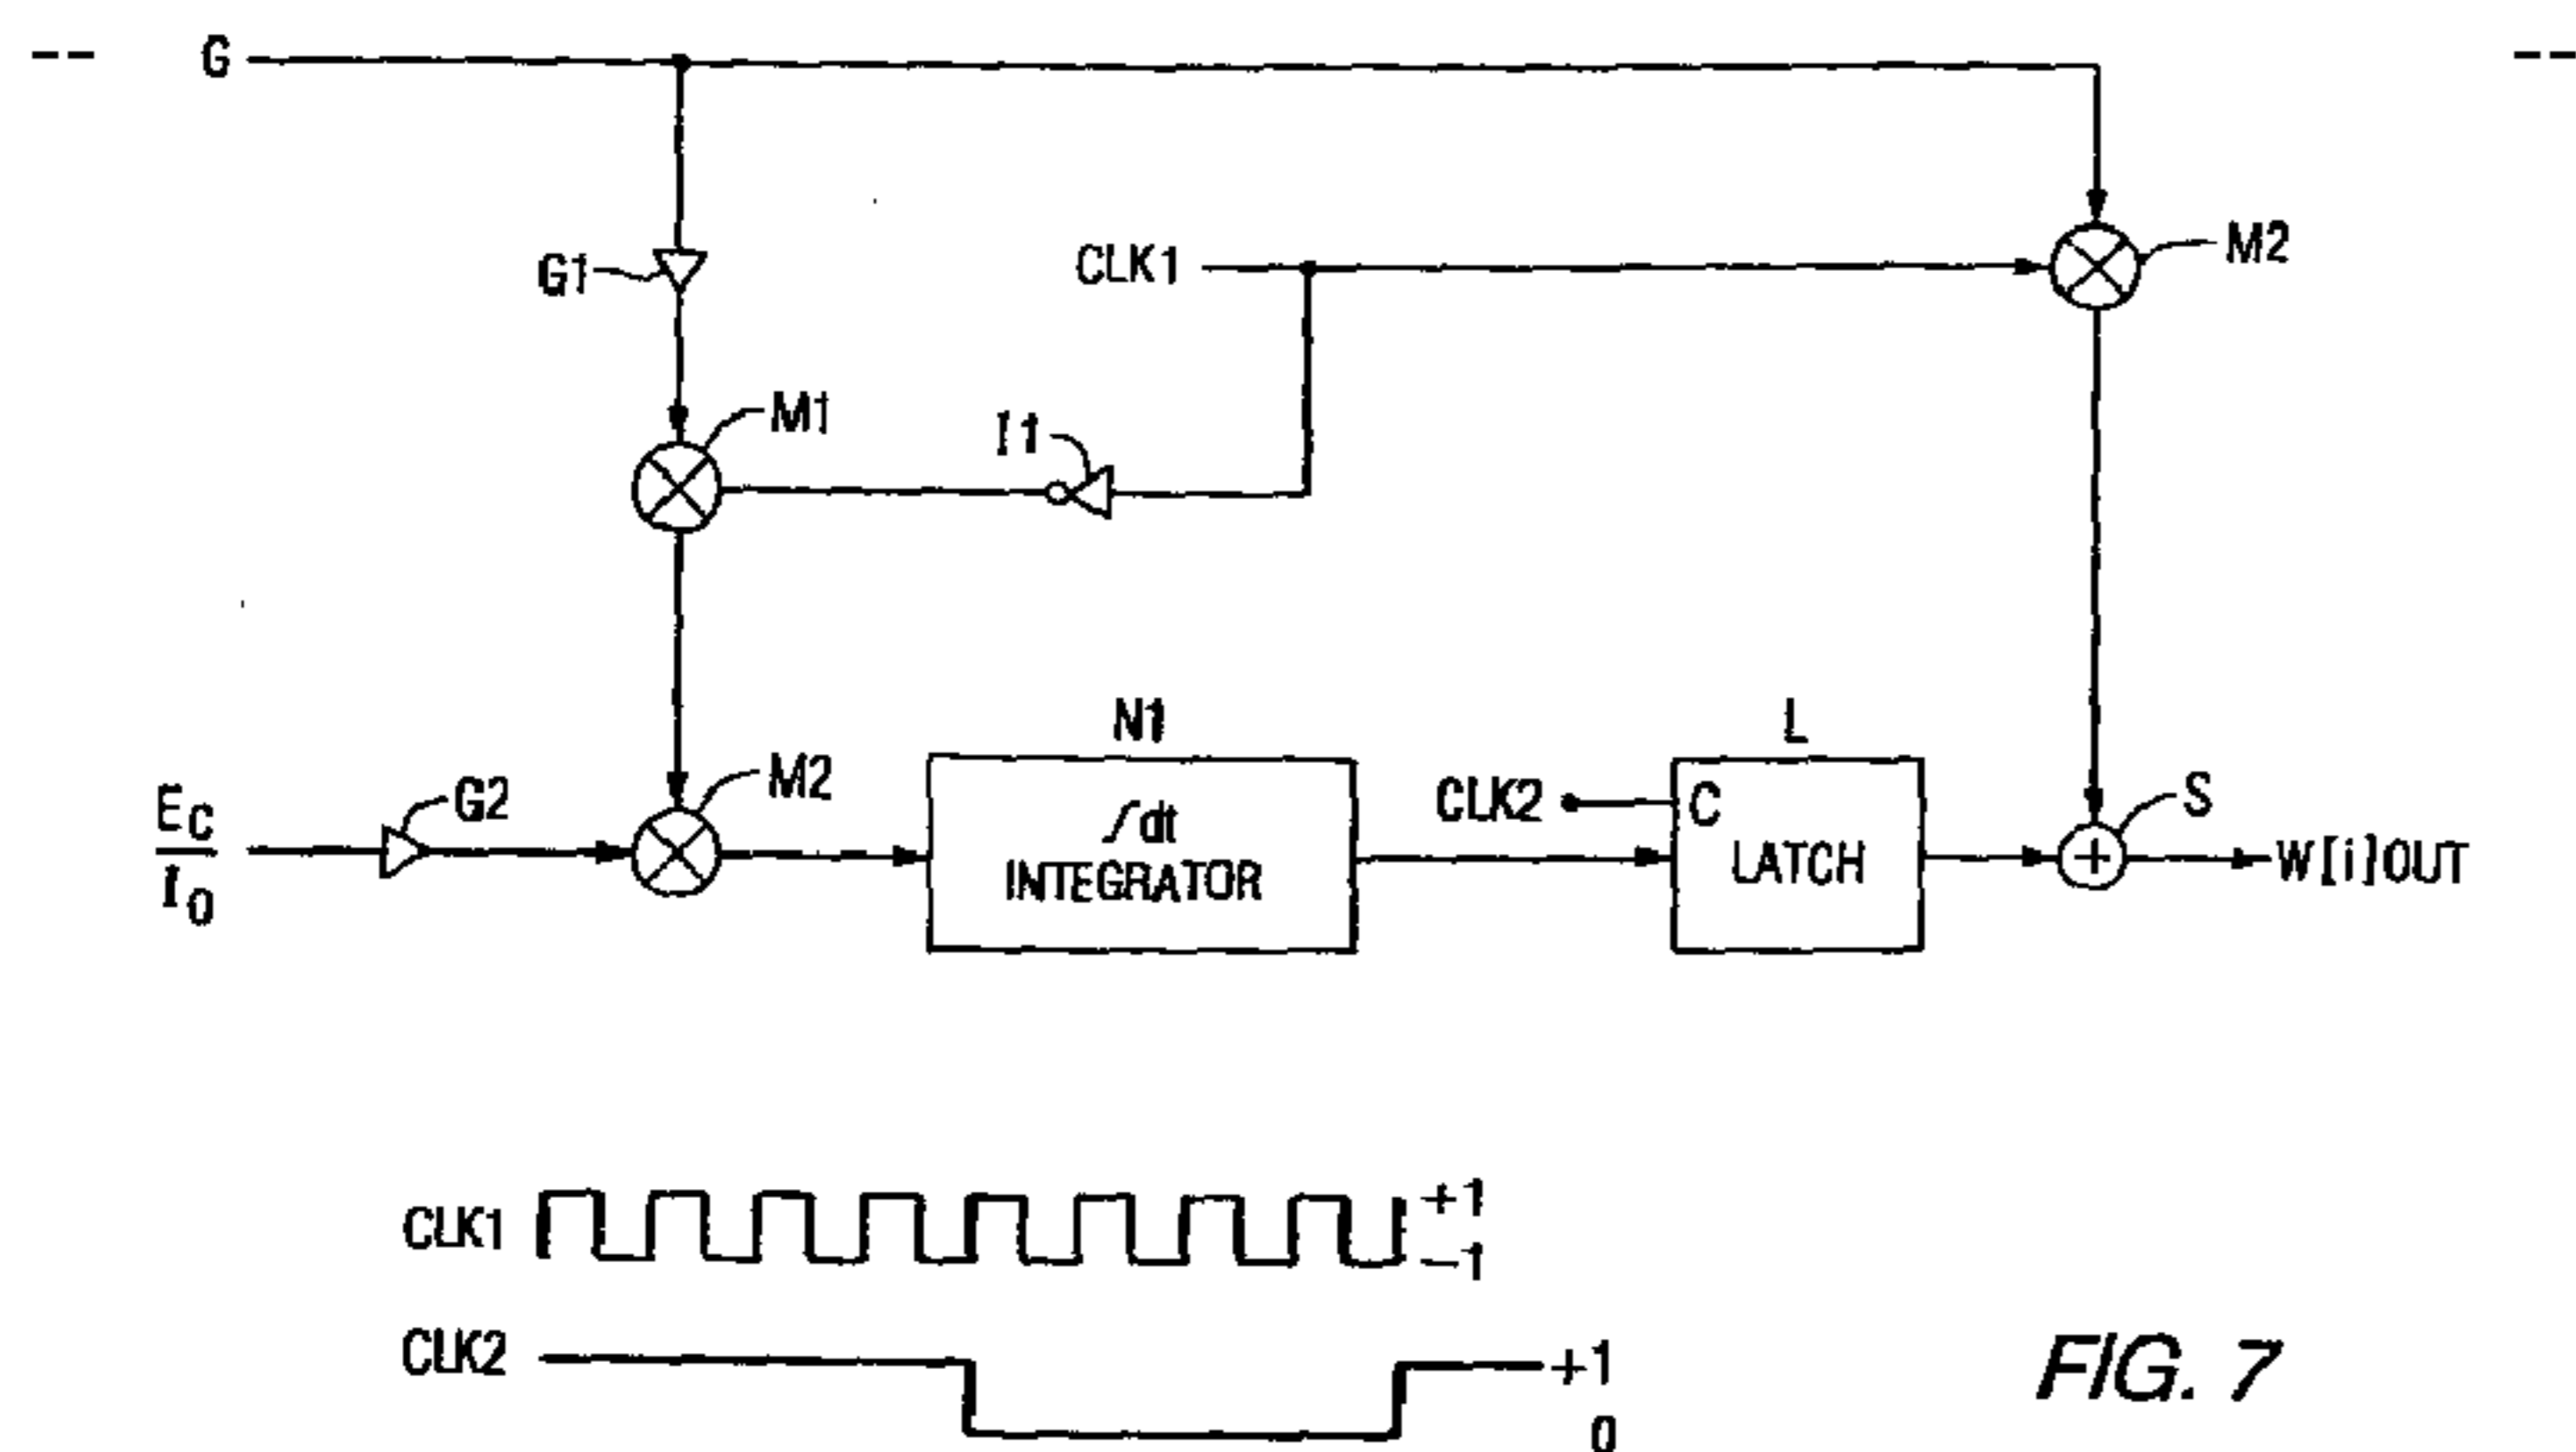 -- G --
CLK1
M2
G1
M1
I1
N1
L
Ec
I0
G2
M2
∫dt
INTEGRATOR
CLK2
C
LATCH
S
W[i]OUT
CLK1
+1
-1
CLK2
+1
0
FIG. 7